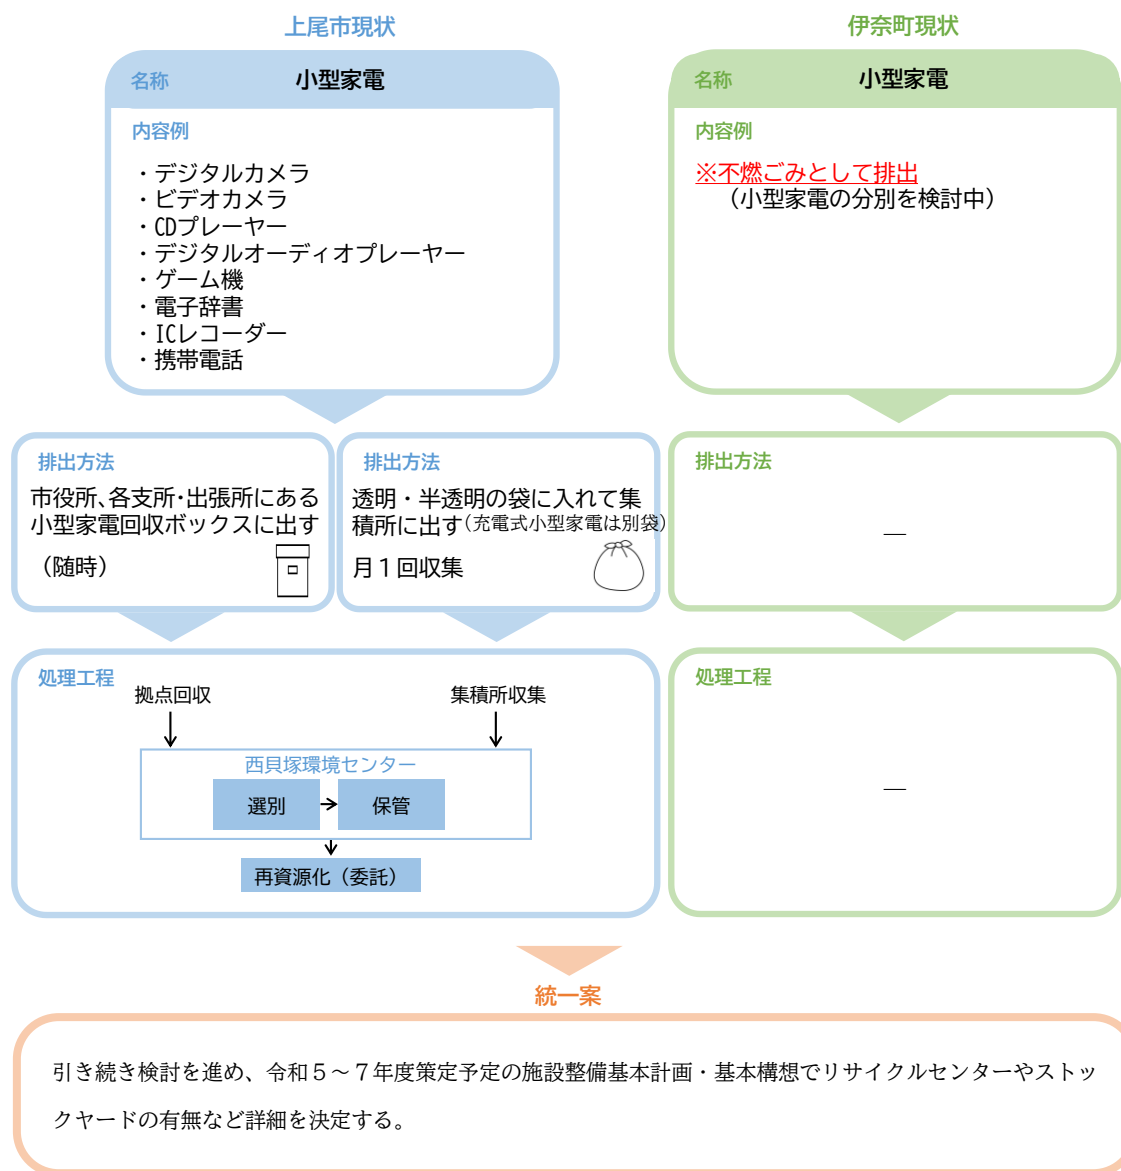 上尾市現状
名称
小型家電
内容例
・デジタルカメラ
・ビデオカメラ
・CDプレーヤー
・デジタルオーディオプレーヤー
・ゲーム機
・電子辞書
・ICレコーダー
・携帯電話
排出方法
市役所、各支所・出張所にある
小型家電回収ボックスに出す
（随時）
排出方法
透明・半透明の袋に入れて集
積所に出す(充電式小型家電は別袋)
月１回収集
処理工程
拠点回収
集積所収集
西貝塚環境センター
選別
保管
再資源化（委託）
伊奈町現状
名称
小型家電
内容例
※不燃ごみとして排出
（小型家電の分別を検討中）
排出方法
―
処理工程
―
統一案
引き続き検討を進め、令和５～７年度策定予定の施設整備基本計画・基本構想でリサイクルセンターやストッ
クヤードの有無など詳細を決定する。